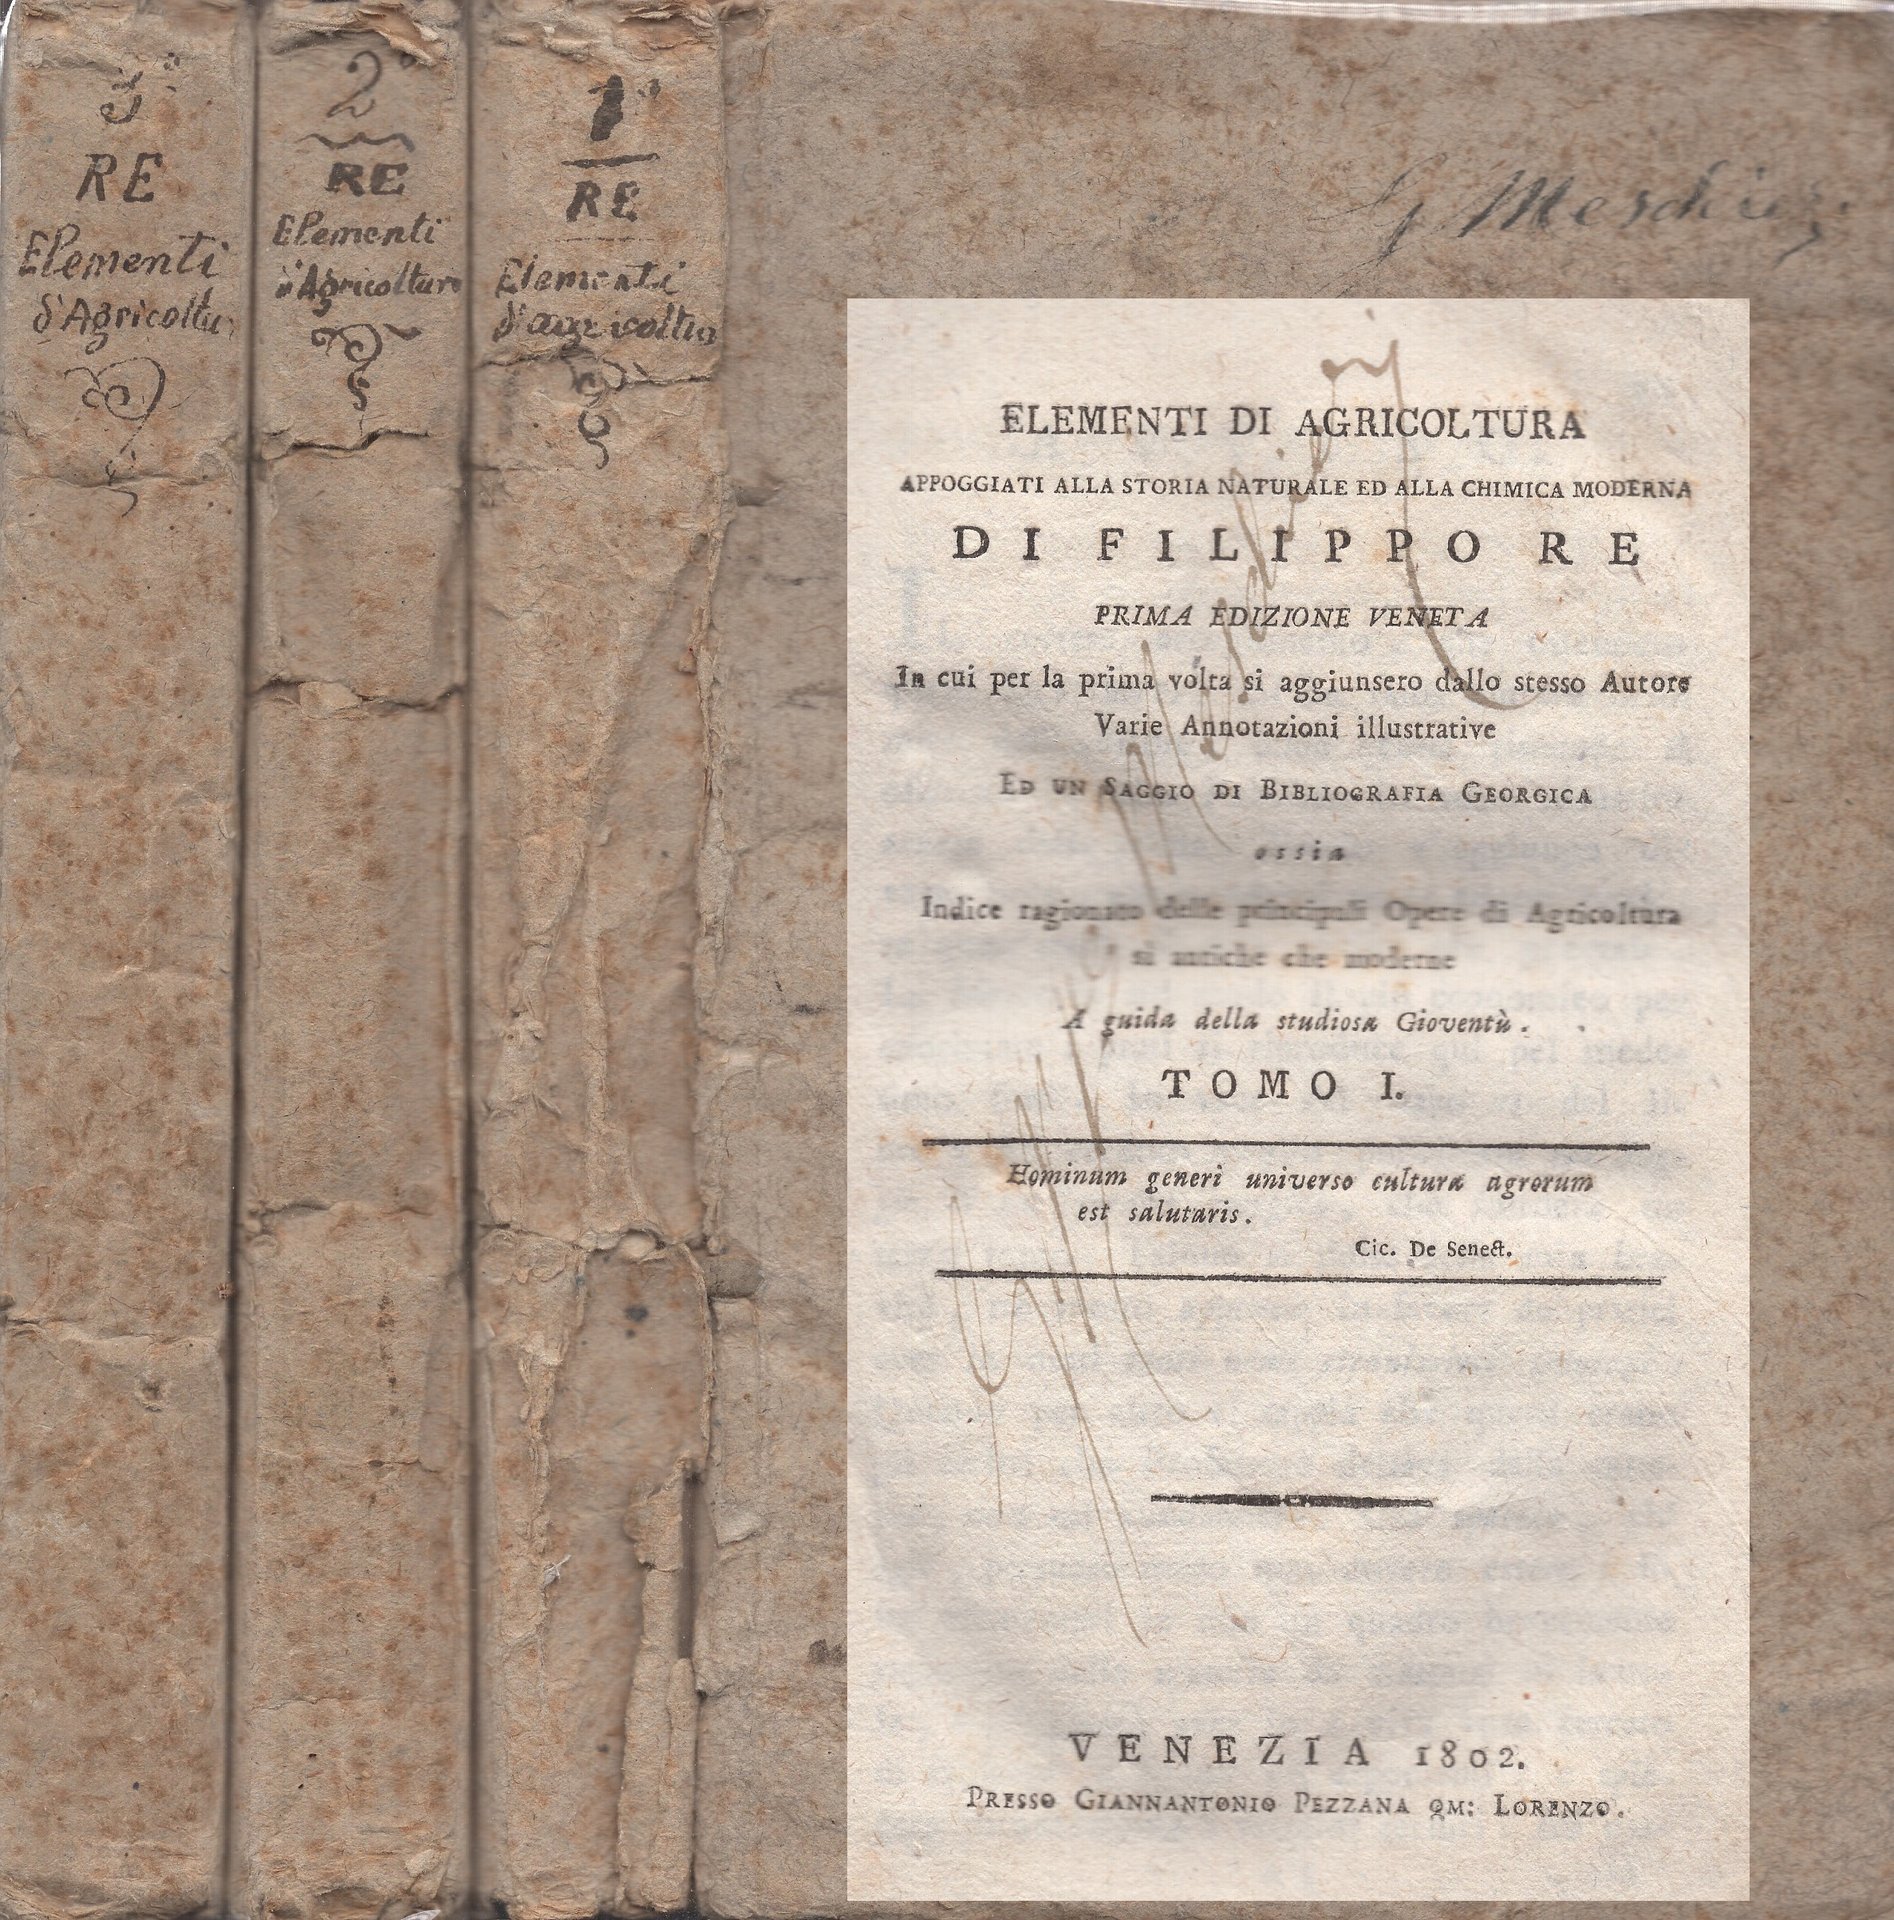 3°
RE
Elementi
d'Agricoltu
2°
RE
Elementi
d'Agricoltura
1°
RE
Elementi
d'agricoltura
G
ELEMENTI DI AGRICOLTURA
APPOGGIATI ALLA STORIA NATURALE ED ALLA CHIMICA MODERNA
DI FILIPPO RE
PRIMA EDIZIONE VENETA
In cui per la prima volta si aggiunsero dallo stesso Autore
Varie Annotazioni illustrative
ED UN SAGGIO DI BIBLIOGRAFIA GEORGICA
ossia
Indice ragionato delle principali Opere di Agricoltura
sì antiche che moderne
A guida della studiosa Gioventù.
TOMO I.
Hominum generi universo cultura agrorum
est salutaris.
Cic. De Senect.
VENEZIA 1802.
PRESSO GIANNANTONIO PEZZANA QM: LORENZO.